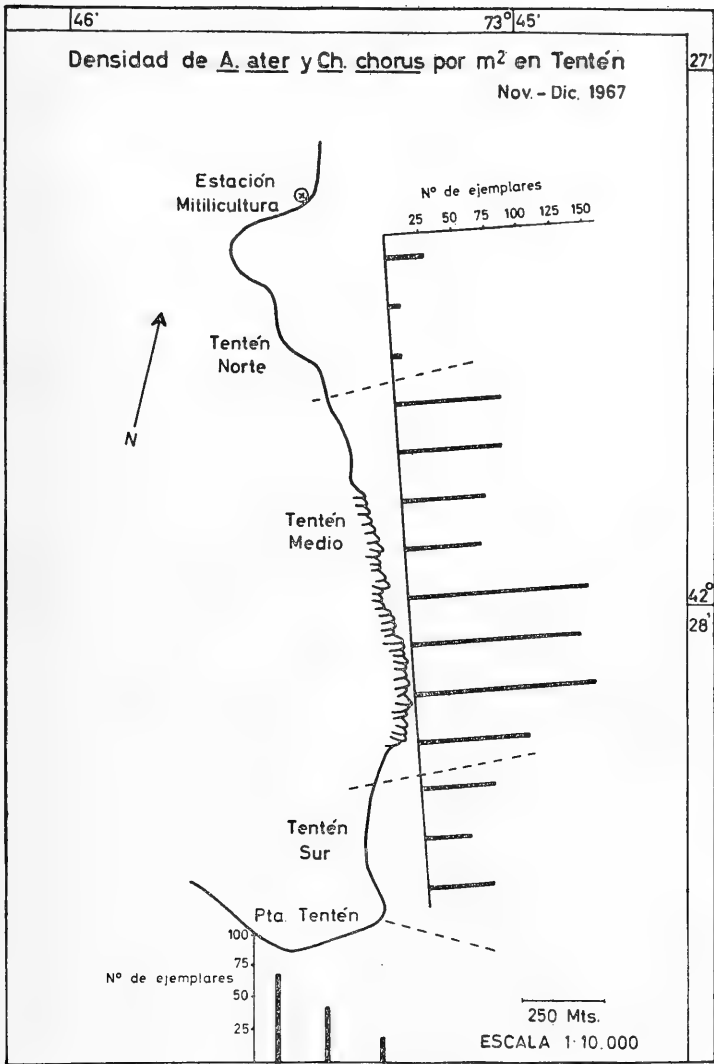 46'
73° 45'
Densidad de A. ater y Ch. chorus por m² en Tentén
27'
Nov. - Dic. 1967
Estación
Mitilicultura
Nº de ejemplares
25 50 75 100 125 150
Tentén
Norte
N
Tentén
Medio
42°
28'
Tentén
Sur
Pta. Tentén
100
75
Nº de ejemplares
50
25
250 Mts.
ESCALA 1:10.000